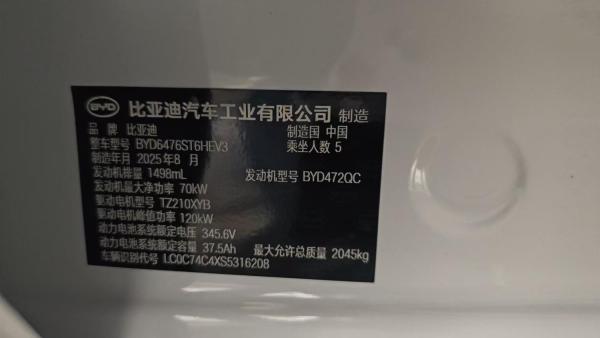 BYD 比亚迪汽车工业有限公司 制造
品 牌 比亚迪 制造国 中国
整车型号 BYD6476ST6HEV3 乘坐人数 5
制造年月 2025年8月
发动机排量 1498mL 发动机型号 BYD472QC
发动机最大净功率 70kW
驱动电机型号 TZ210XYB
驱动电机峰值功率 120kW
动力电池系统额定电压 345.6V
动力电池系统额定容量 37.5Ah 最大允许总质量 2045kg
车辆识别代号 LC0C74C4XS5316208